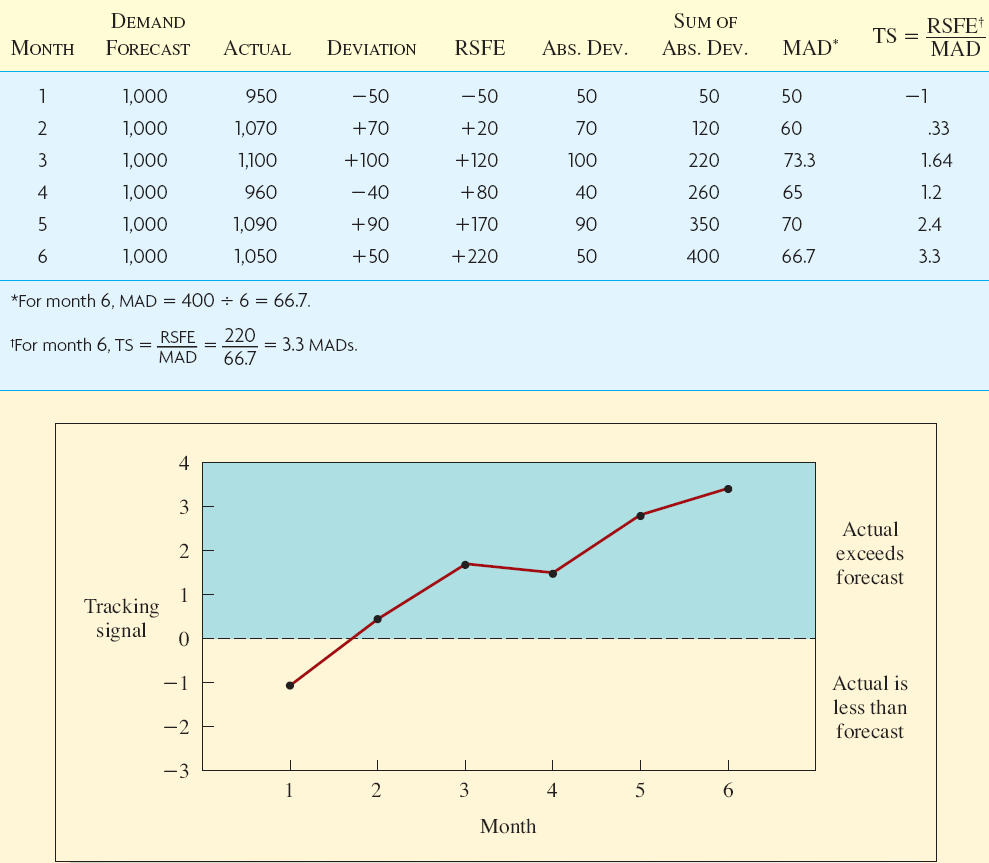 MONTH DEMAND FORECAST ACTUAL DEVIATION RSFE ABS. DEV. SUM OF ABS. DEV. MAD* TS = RSFE† / MAD
1 1,000 950 −50 −50 50 50 50 −1
2 1,000 1,070 +70 +20 70 120 60 .33
3 1,000 1,100 +100 +120 100 220 73.3 1.64
4 1,000 960 −40 +80 40 260 65 1.2
5 1,000 1,090 +90 +170 90 350 70 2.4
6 1,000 1,050 +50 +220 50 400 66.7 3.3
*For month 6, MAD = 400 ÷ 6 = 66.7.
†For month 6, TS = RSFE / MAD = 220 / 66.7 = 3.3 MADs.
4
3
2
1
0
−1
−2
−3
Tracking
signal
Actual
exceeds
forecast
Actual is
less than
forecast
1 2 3 4 5 6
Month